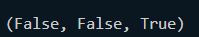 (False, False, True)